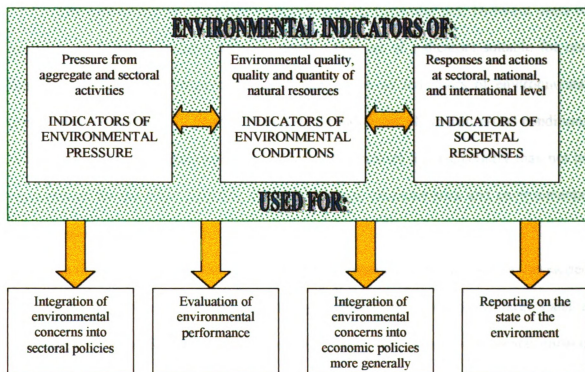 ENVIRONMENTAL INDICATORS OF:
Pressure from
aggregate and sectoral
activities
INDICATORS OF
ENVIRONMENTAL
PRESSURE
Environmental quality,
quality and quantity of
natural resources
INDICATORS OF
ENVIRONMENTAL
CONDITIONS
Responses and actions
at sectoral, national,
and international level
INDICATORS OF
SOCIETAL
RESPONSES
USED FOR:
Integration of
environmental
concerns into
sectoral policies
Evaluation of
environmental
performance
Integration of
environmental
concerns into
economic policies
more generally
Reporting on the
state of the
environment